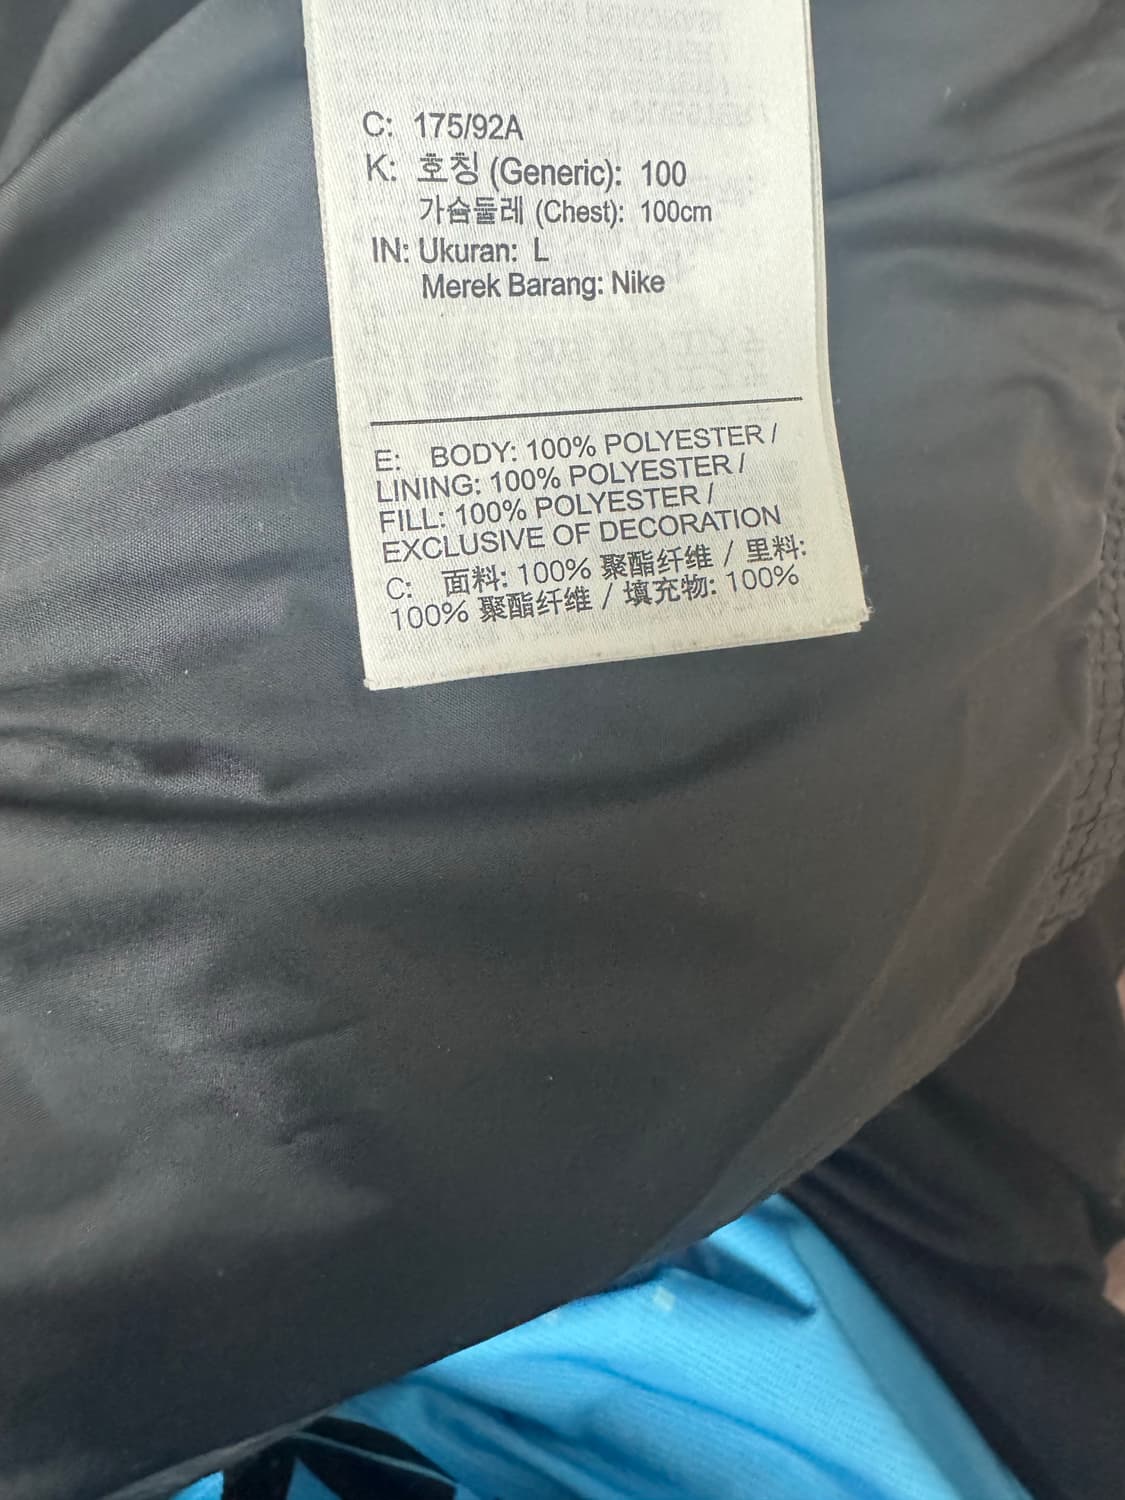 C: 175/92A
K: 호칭 (Generic): 100
가슴둘레 (Chest): 100cm
IN: Ukuran: L
Merek Barang: Nike
E: BODY: 100% POLYESTER /
LINING: 100% POLYESTER /
FILL: 100% POLYESTER /
EXCLUSIVE OF DECORATION
C: 面料: 100% 聚酯纤维 / 里料:
100% 聚酯纤维 / 填充物: 100%